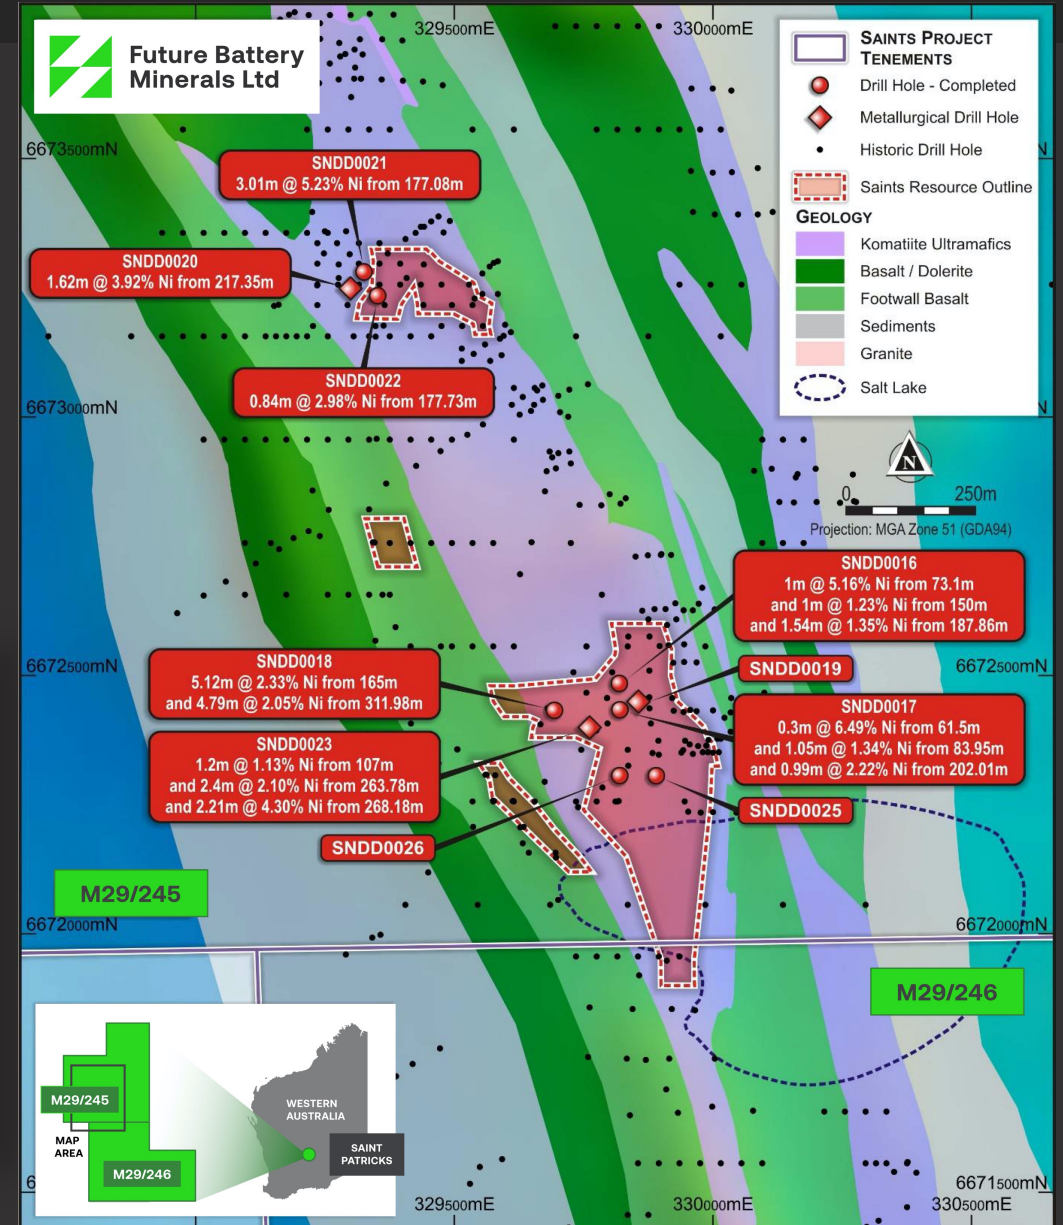 Future Battery
Minerals Ltd
329500mE
330000mE
SAINTS PROJECT
TENEMENTS
Drill Hole - Completed
Metallurgical Drill Hole
Historic Drill Hole
Saints Resource Outline
GEOLOGY
Komatiite Ultramafics
Basalt / Dolerite
Footwall Basalt
Sediments
Granite
Salt Lake
6673500mN
N
SNDD0021
3.01m @ 5.23% Ni from 177.08m
SNDD0020
1.62m @ 3.92% Ni from 217.35m
SNDD0022
0.84m @ 2.98% Ni from 177.73m
6673000mN
N
N
0
250m
Projection: MGA Zone 51 (GDA94)
SNDD0016
1m @ 5.16% Ni from 73.1m
and 1m @ 1.23% Ni from 150m
and 1.54m @ 1.35% Ni from 187.86m
6672500mN
SNDD0018
5.12m @ 2.33% Ni from 165m
and 4.79m @ 2.05% Ni from 311.98m
SNDD0019
6672500mN
SNDD0017
0.3m @ 6.49% Ni from 61.5m
and 1.05m @ 1.34% Ni from 83.95m
and 0.99m @ 2.22% Ni from 202.01m
SNDD0023
1.2m @ 1.13% Ni from 107m
and 2.4m @ 2.10% Ni from 263.78m
and 2.21m @ 4.30% Ni from 268.18m
SNDD0025
SNDD0026
M29/245
6672000mN
6672000mN
M29/246
M29/245
MAP
AREA
M29/246
WESTERN
AUSTRALIA
SAINT
PATRICKS
6
6671500mN
329500mE
330000mE
330500mE